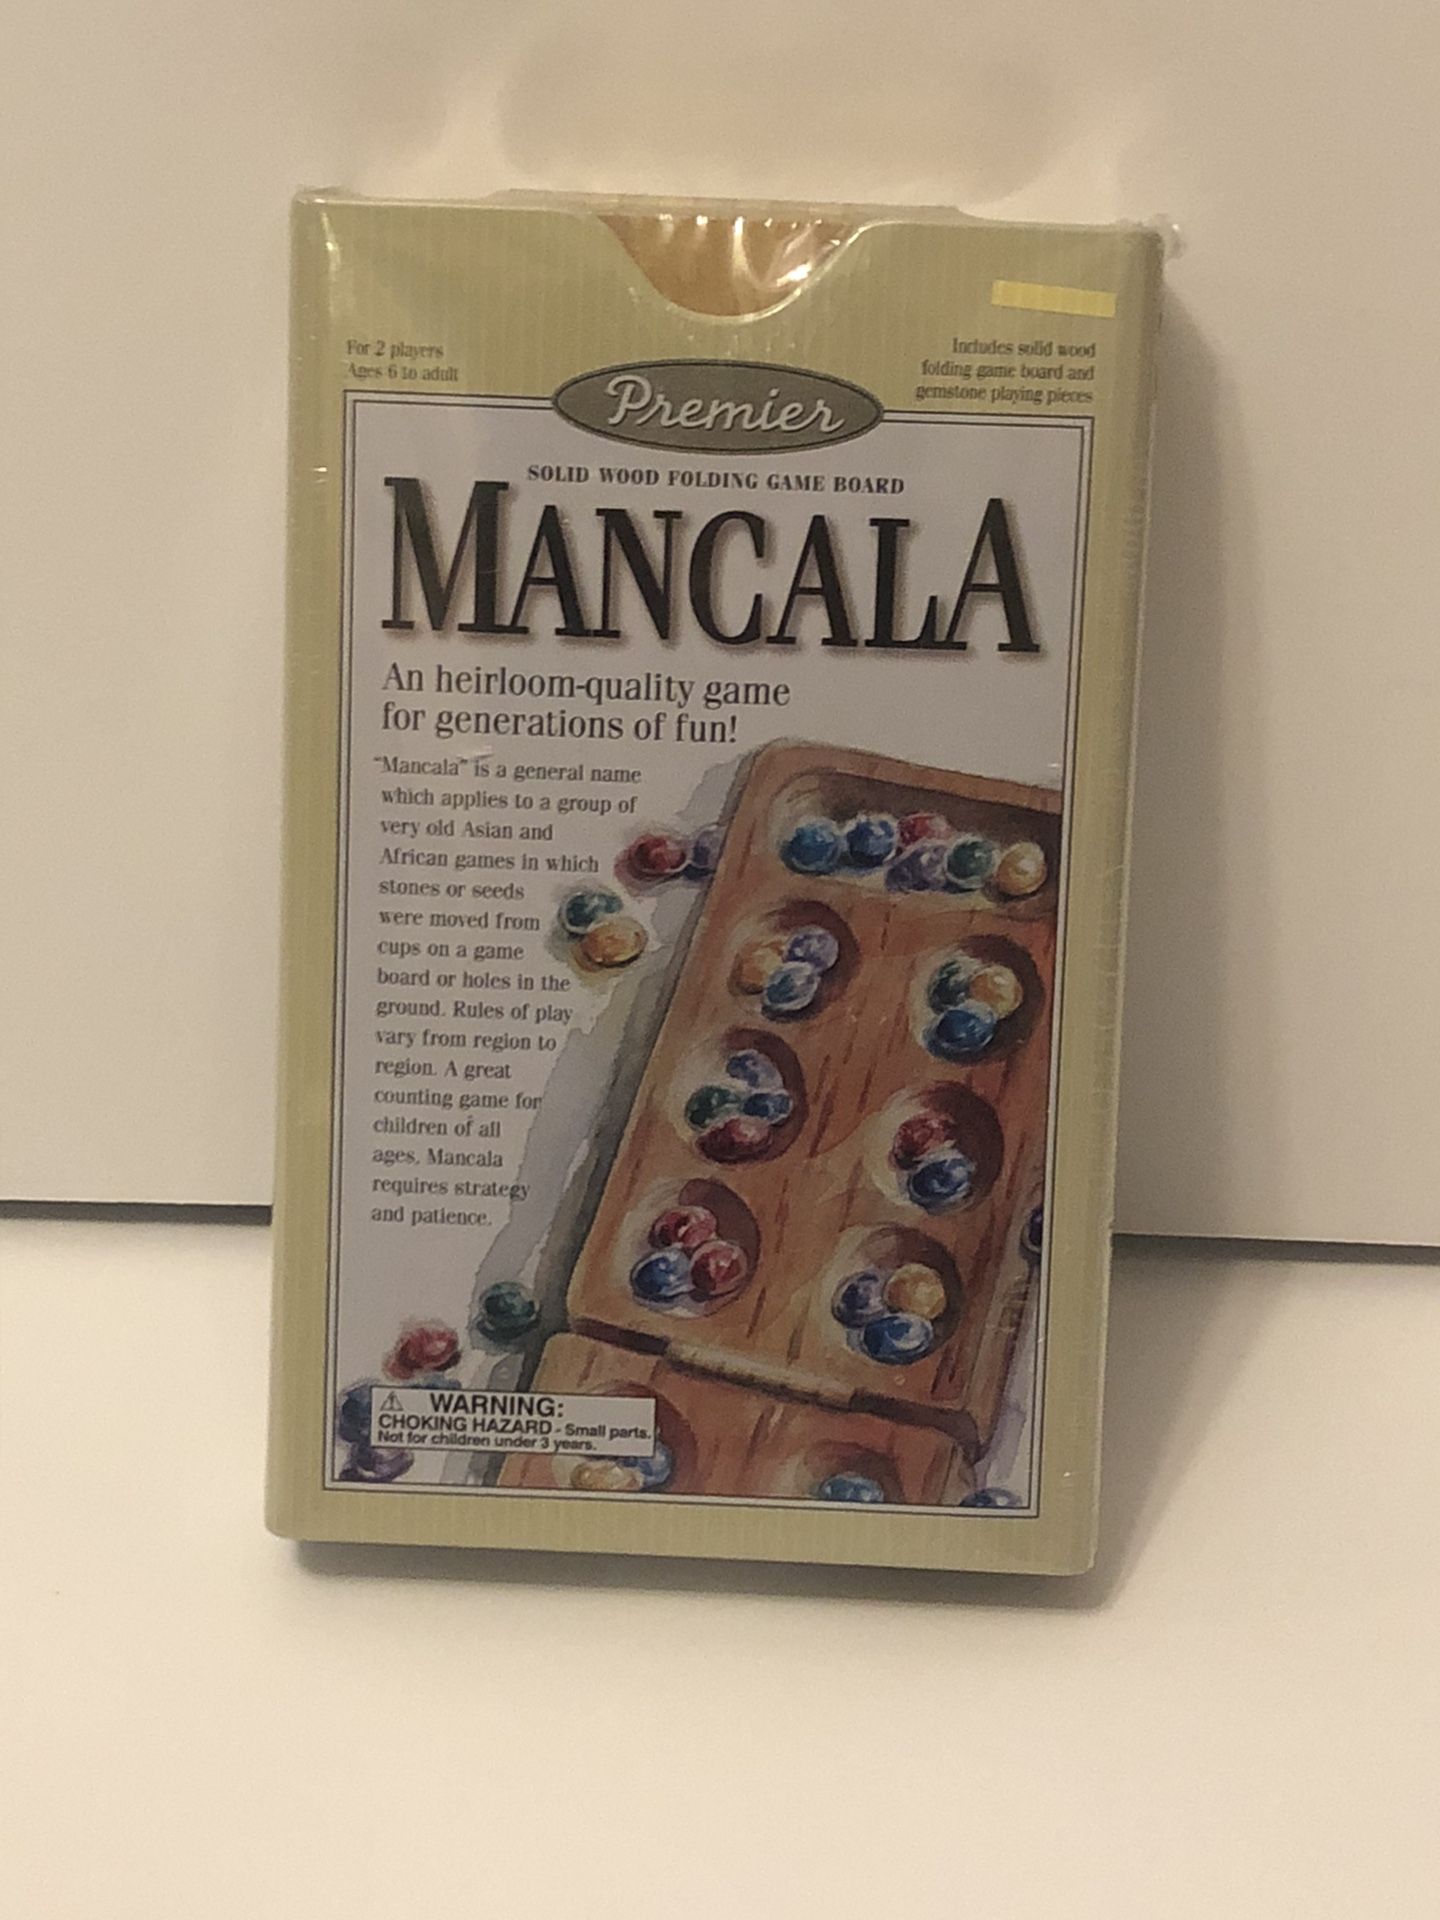 For 2 players
Ages 6 to adult
Includes solid wood
folding game board and
gemstone playing pieces
Premier
SOLID WOOD FOLDING GAME BOARD
MANCALA
An heirloom-quality game
for generations of fun!
"Mancala" is a general name
which applies to a group of
very old Asian and
African games in which
stones or seeds
were moved from
cups on a game
board or holes in the
ground. Rules of play
vary from region to
region. A great
counting game for
children of all
ages, Mancala
requires strategy
and patience.
WARNING:
CHOKING HAZARD - Small parts.
Not for children under 3 years.